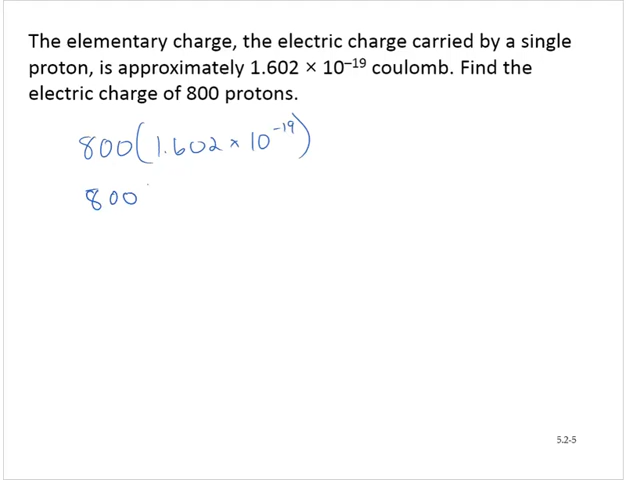 The elementary charge, the electric charge carried by a single
proton, is approximately 1.602 × 10⁻¹⁹ coulomb. Find the
electric charge of 800 protons.
800(1.602 × 10⁻¹⁹)
800
5.2-5